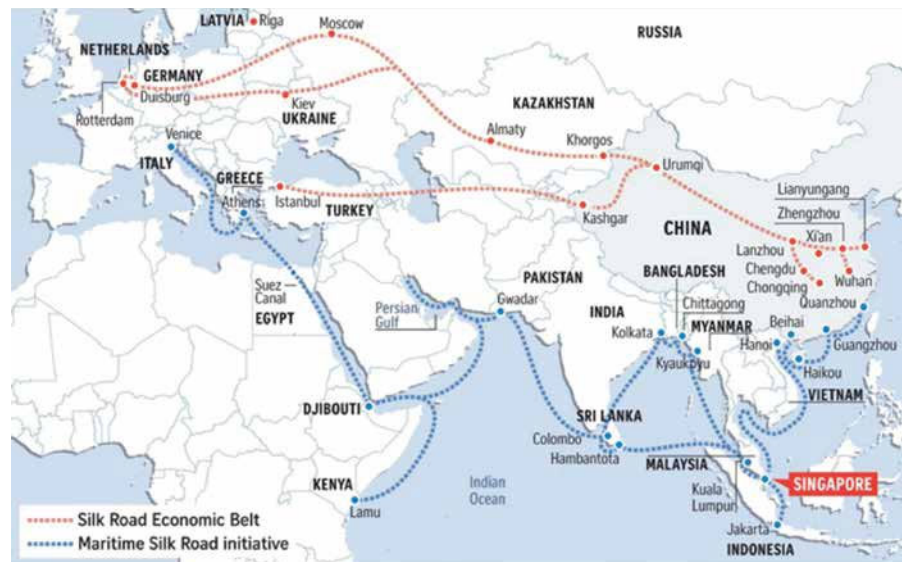 LATVIA
Riga
Moscow
RUSSIA
NETHERLANDS
GERMANY
Duisburg
Rotterdam
Kiev
UKRAINE
KAZAKHSTAN
Almaty
Khorgos
Urumqi
Venice
ITALY
GREECE
Athens
Istanbul
TURKEY
Kashgar
CHINA
Lianyungang
Zhengzhou
Xi'an
Lanzhou
Chengdu
Chongqing
Wuhan
Quanzhou
Suez
Canal
EGYPT
Persian
Gulf
PAKISTAN
Gwadar
INDIA
BANGLADESH
Chittagong
MYANMAR
Kolkata
Kyaukpyu
Beihai
Hanoi
Guangzhou
Haikou
VIETNAM
DJIBOUTI
SRI LANKA
Colombo
Hambantota
MALAYSIA
SINGAPORE
Kuala
Lumpur
KENYA
Lamu
Indian
Ocean
Jakarta
INDONESIA
Silk Road Economic Belt
Maritime Silk Road initiative